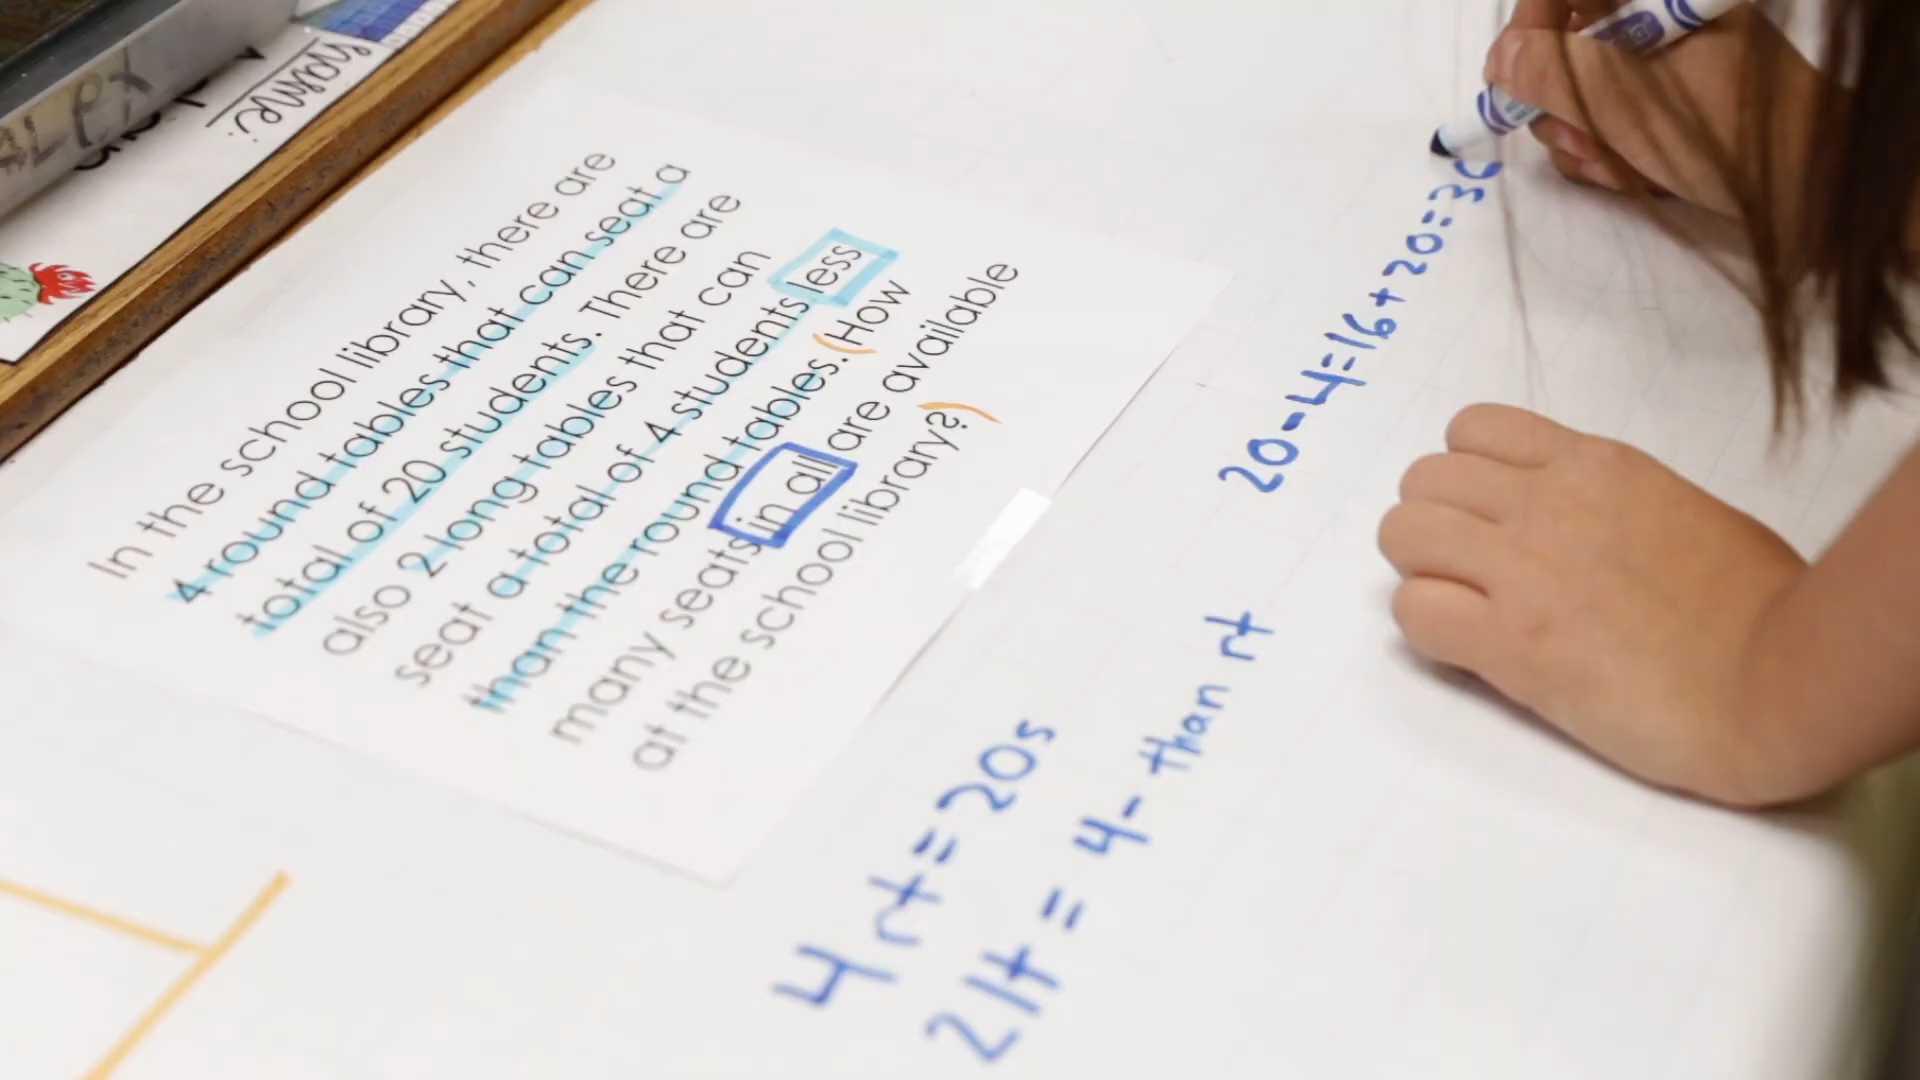 name:
In the school library, there are
4 round tables that can seat a
total of 20 students. There are
also 2 long tables that can
seat a total of 4 students less
than the round tables. (How
many seats in all are available
at the school library?)
4 rt = 20s
2 lt = 4- than rt
20-4=16+20=36